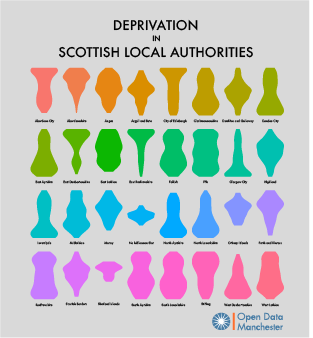 DEPRIVATION
IN
SCOTTISH LOCAL AUTHORITIES
Aberdeen City
Aberdeenshire
Angus
Argyll and Bute
City of Edinburgh
Clackmannanshire
Dumfries and Galloway
Dundee City
East Ayrshire
East Dunbartonshire
East Lothian
East Renfrewshire
Falkirk
Fife
Glasgow City
Highland
Inverclyde
Midlothian
Moray
Na h-Eileanan Siar
North Ayrshire
North Lanarkshire
Orkney Islands
Perth and Kinross
Renfrewshire
Scottish Borders
Shetland Islands
South Ayrshire
South Lanarkshire
Stirling
West Dunbartonshire
West Lothian
Open Data
Manchester